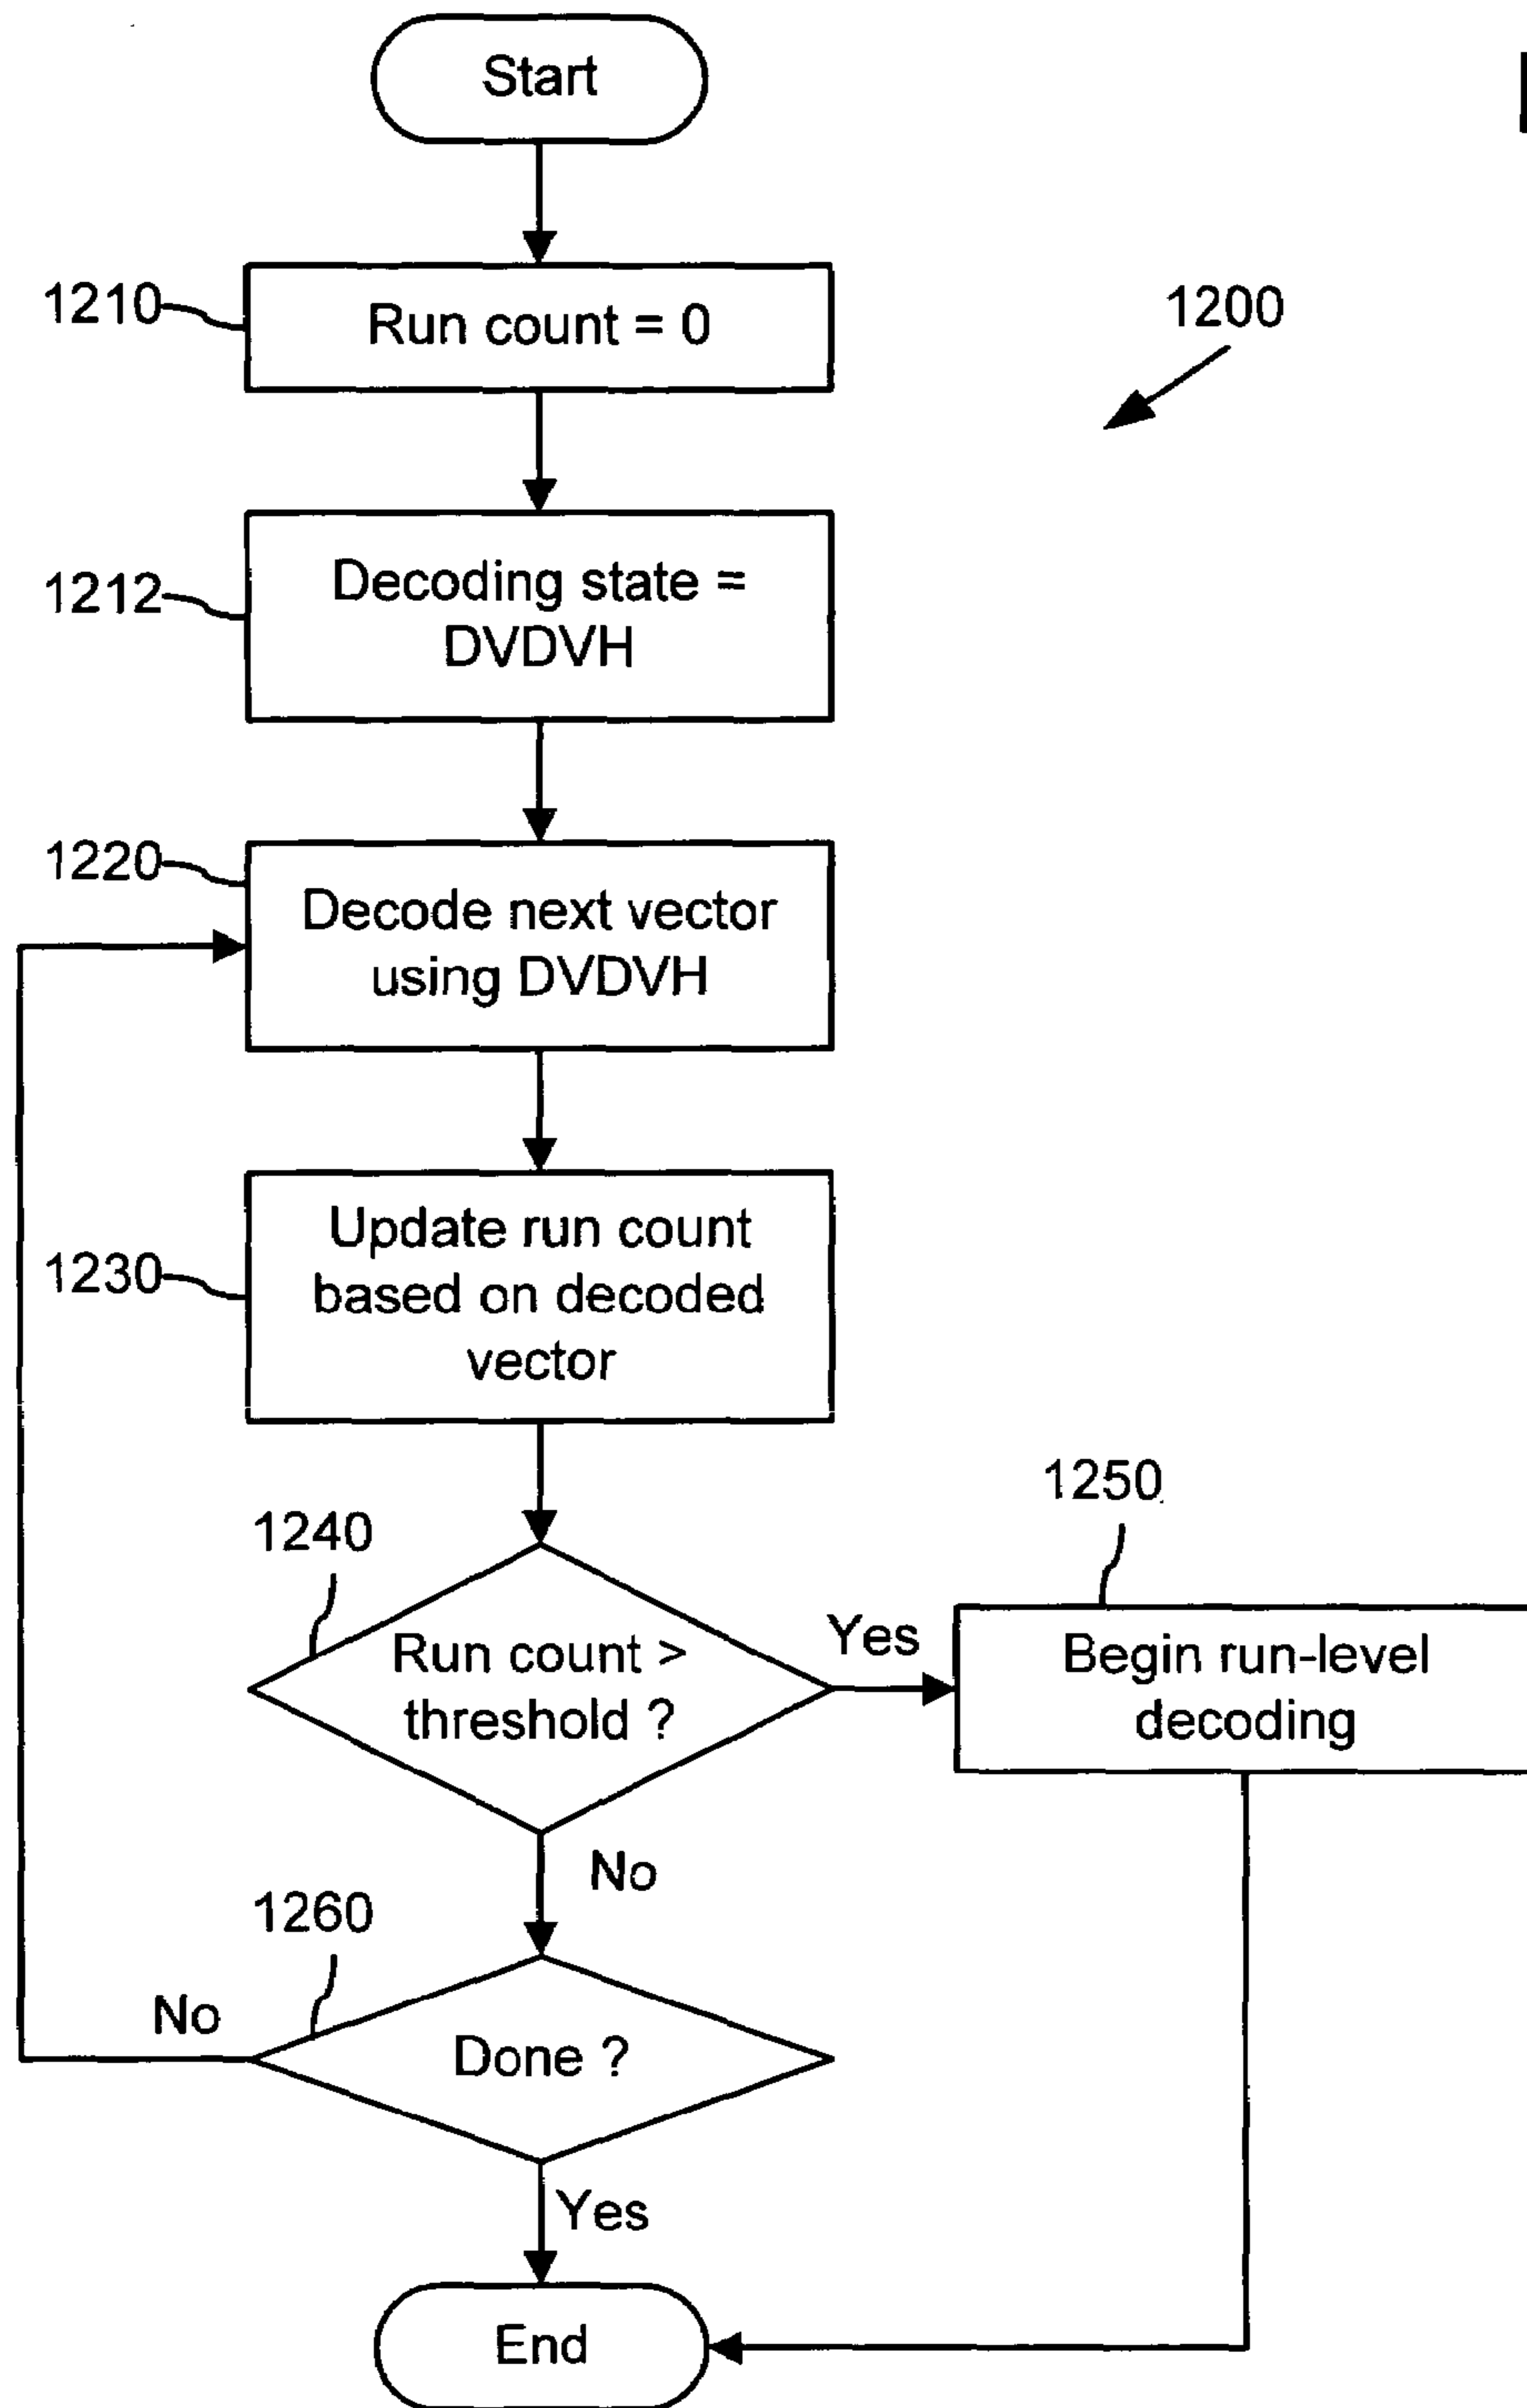 Start
1210
Run count = 0
1200
1212
Decoding state =
DVDVH
1220
Decode next vector
using DVDVH
1230
Update run count
based on decoded
vector
1240
Run count >
threshold ?
Yes
1250
Begin run-level
decoding
No
1260
Done ?
No
Yes
End